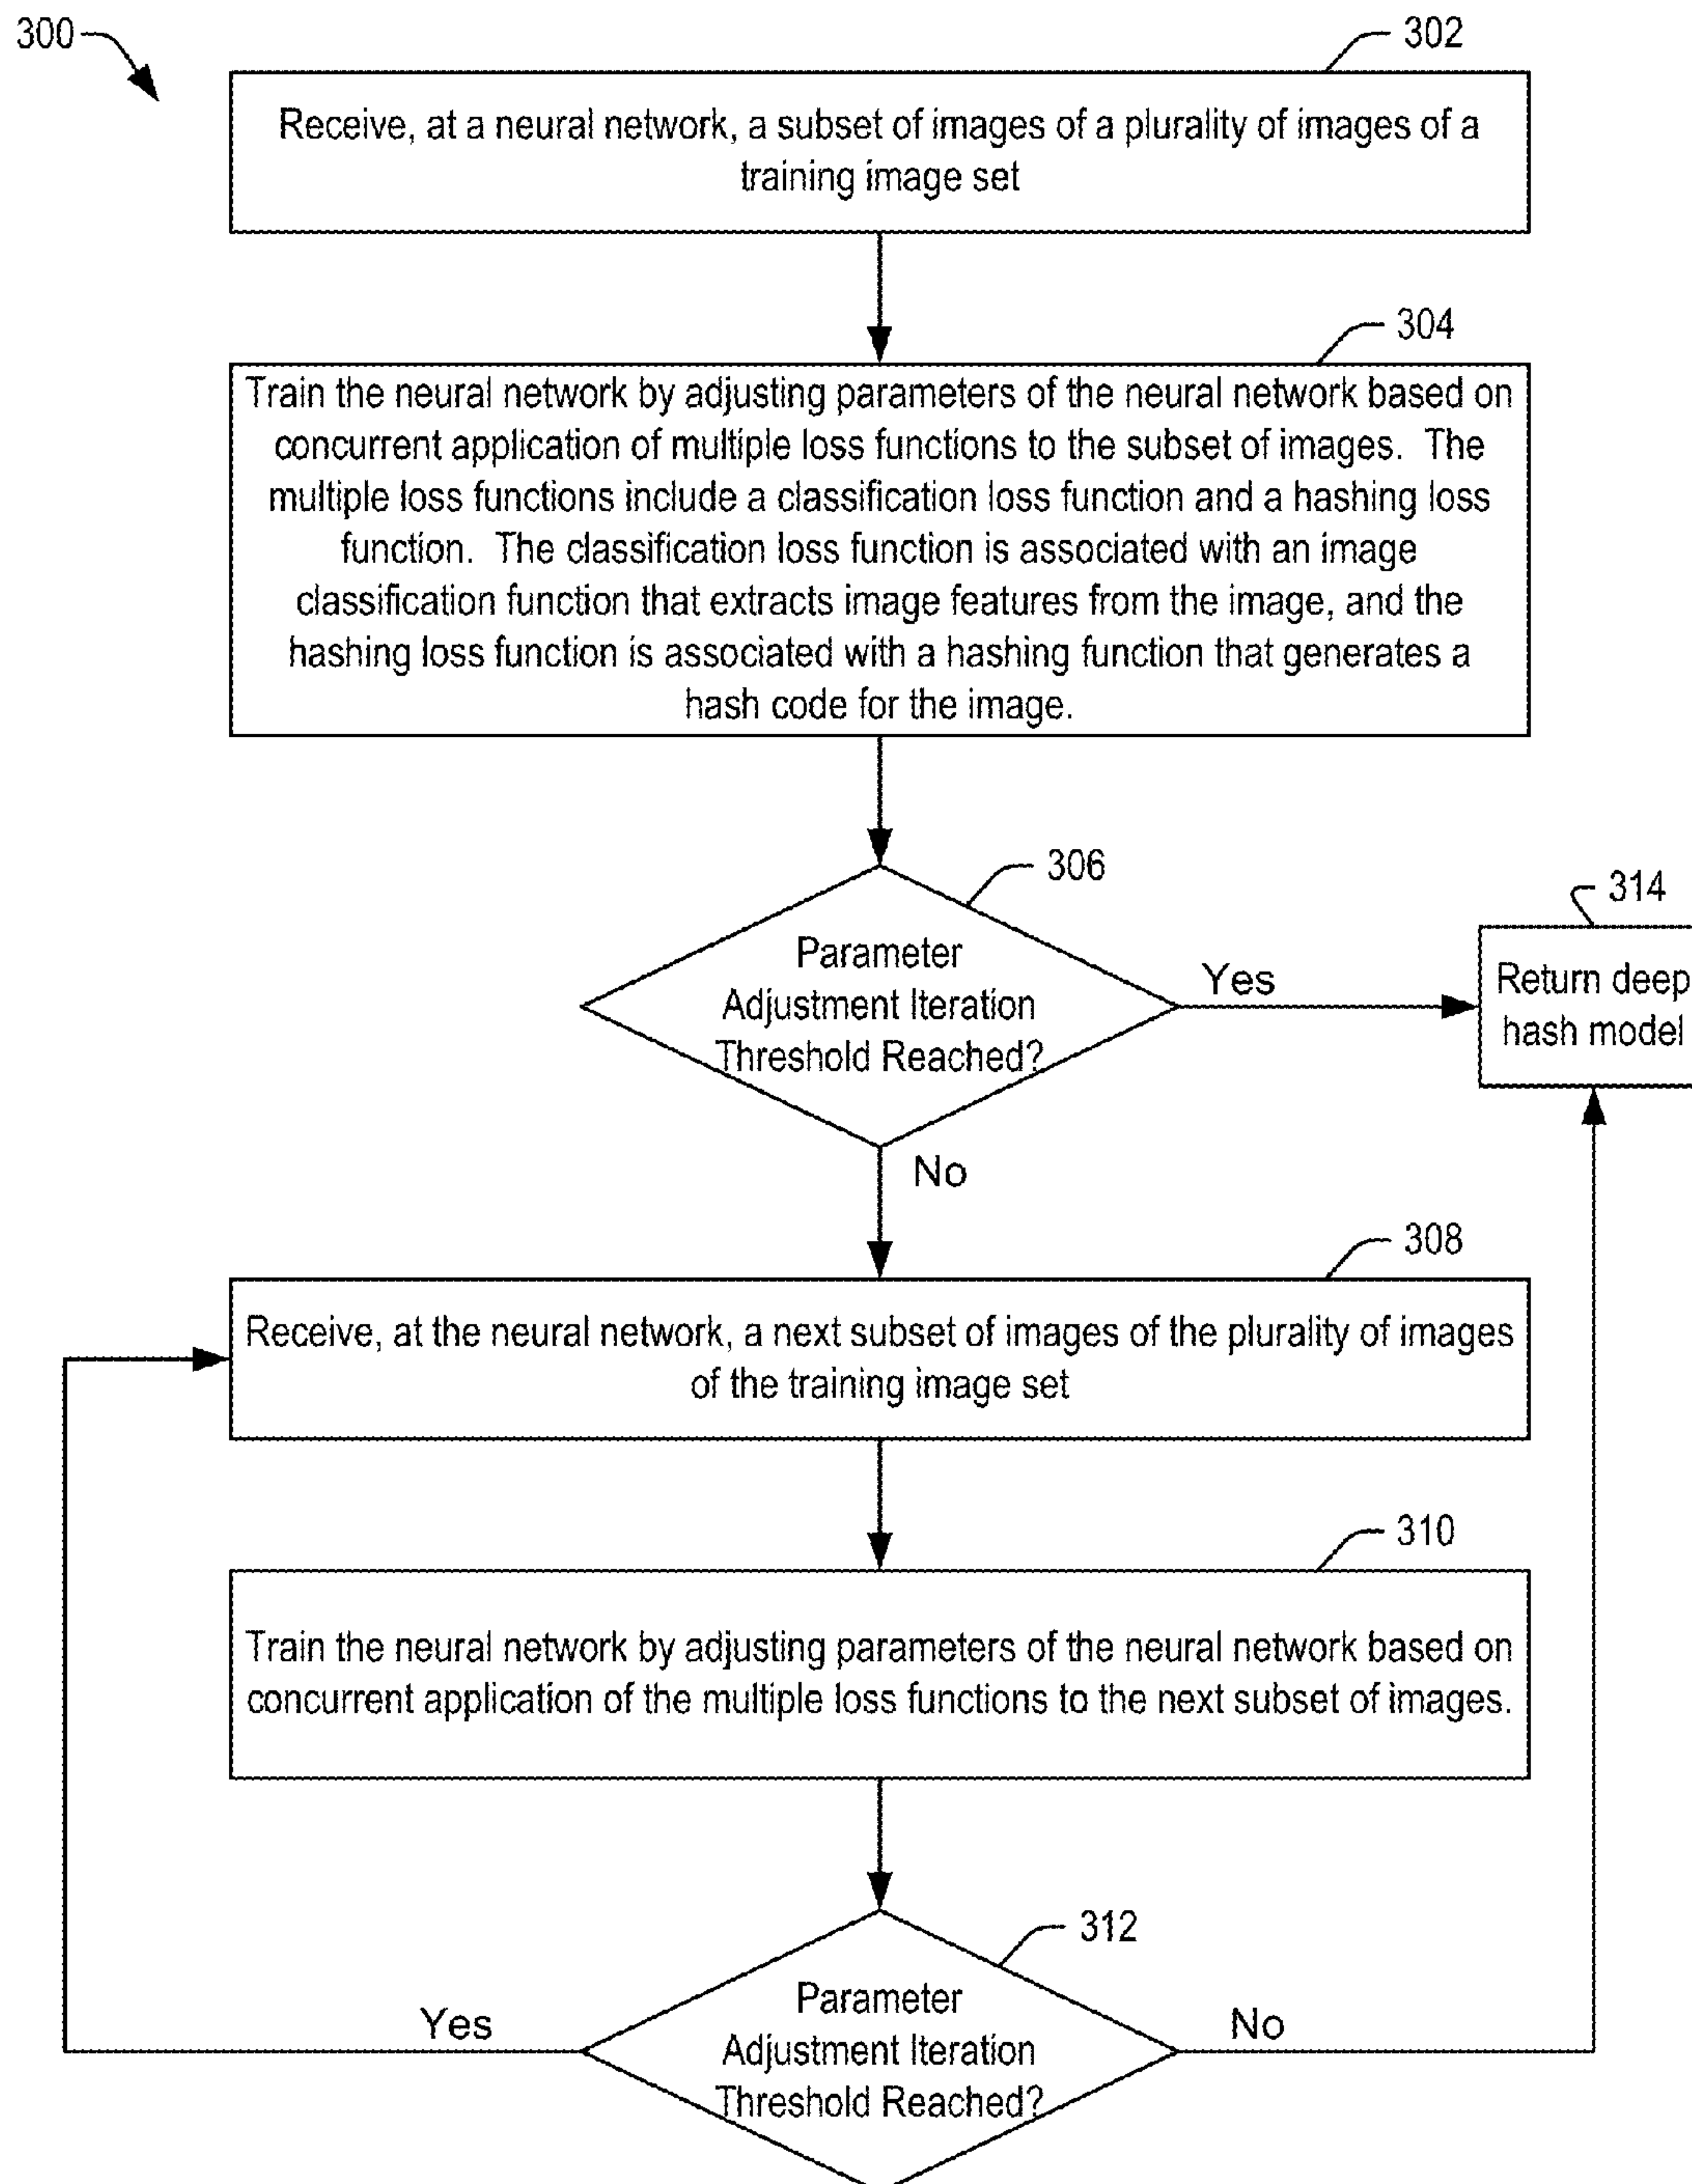 300
302
Receive, at a neural network, a subset of images of a plurality of images of a
training image set
304
Train the neural network by adjusting parameters of the neural network based on
concurrent application of multiple loss functions to the subset of images. The
multiple loss functions include a classification loss function and a hashing loss
function. The classification loss function is associated with an image
classification function that extracts image features from the image, and the
hashing loss function is associated with a hashing function that generates a
hash code for the image.
306
Parameter
Adjustment Iteration
Threshold Reached?
Yes
314
Return deep
hash model
No
308
Receive, at the neural network, a next subset of images of the plurality of images
of the training image set
310
Train the neural network by adjusting parameters of the neural network based on
concurrent application of the multiple loss functions to the next subset of images.
312
Parameter
Adjustment Iteration
Threshold Reached?
Yes
No